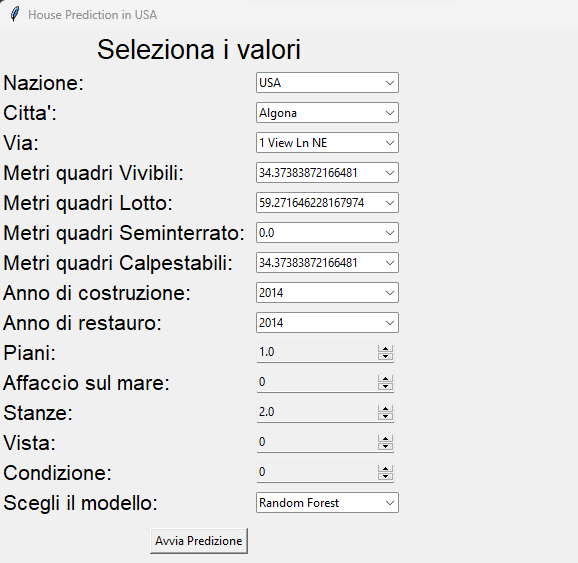 House Prediction in USA
Seleziona i valori
Nazione: USA
Citta': Algona
Via: 1 View Ln NE
Metri quadri Vivibili: 34.37383872166481
Metri quadri Lotto: 59.271646228167974
Metri quadri Seminterrato: 0.0
Metri quadri Calpestabili: 34.37383872166481
Anno di costruzione: 2014
Anno di restauro: 2014
Piani: 1.0
Affaccio sul mare: 0
Stanze: 2.0
Vista: 0
Condizione: 0
Scegli il modello: Random Forest
Avvia Predizione